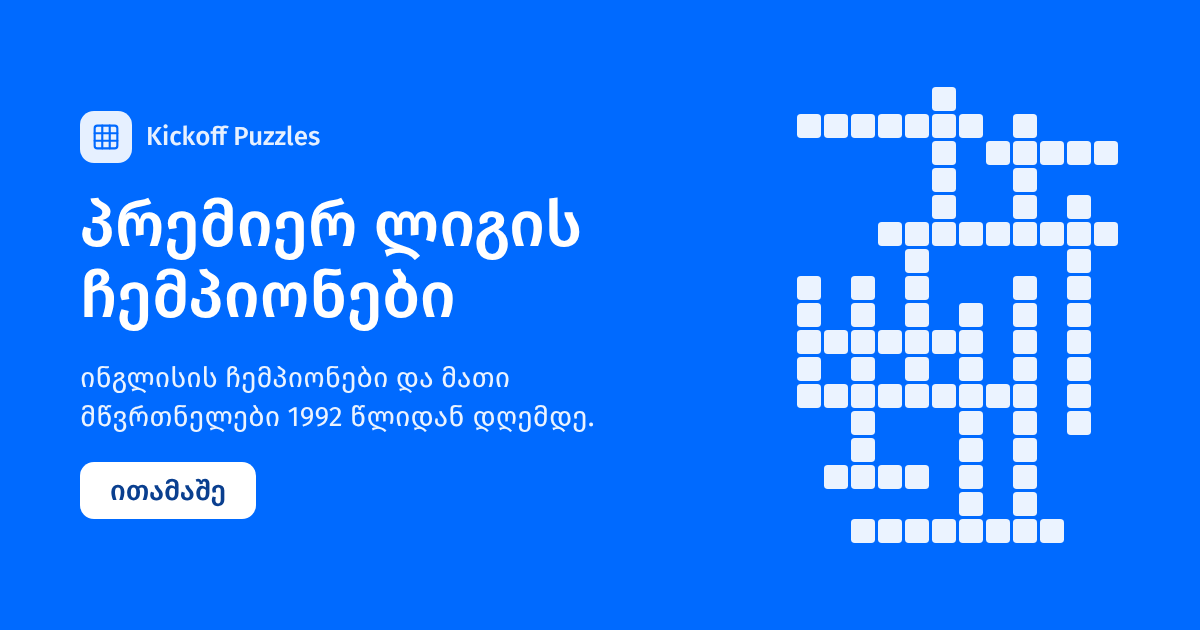 Kickoff Puzzles
პრემიერ ლიგის
ჩემპიონები
ინგლისის ჩემპიონები და მათი
მწვრთნელები 1992 წლიდან დღემდე.
ითამაშე